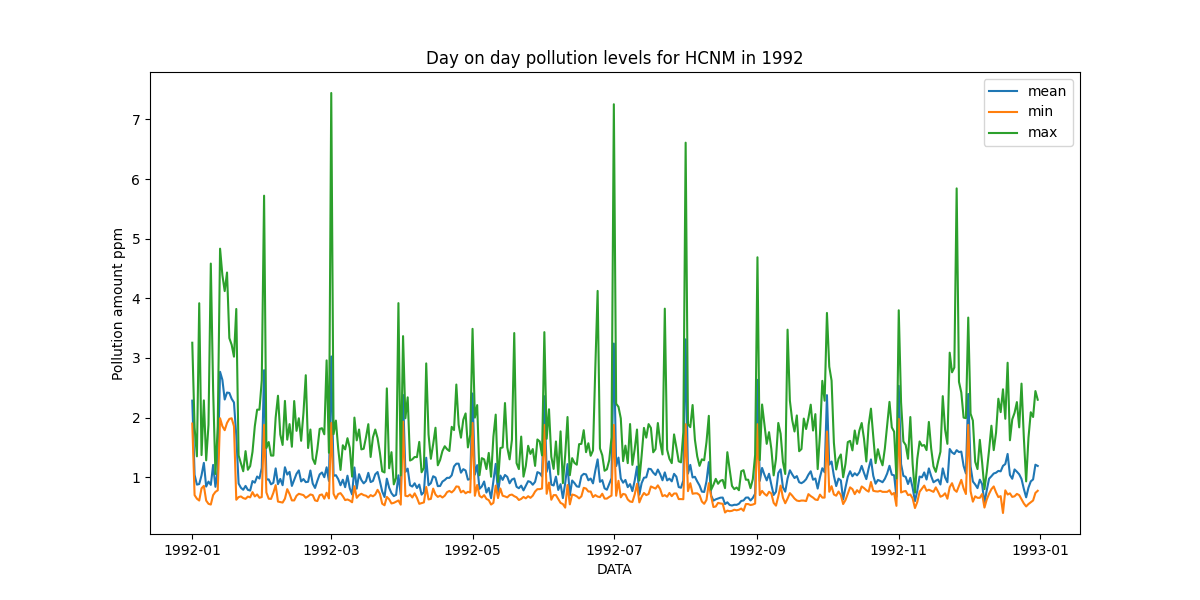 Day on day pollution levels for HCNM in 1992
mean
min
max
Pollution amount ppm
7
6
5
4
3
2
1
1992-01
1992-03
1992-05
1992-07
1992-09
1992-11
1993-01
DATA